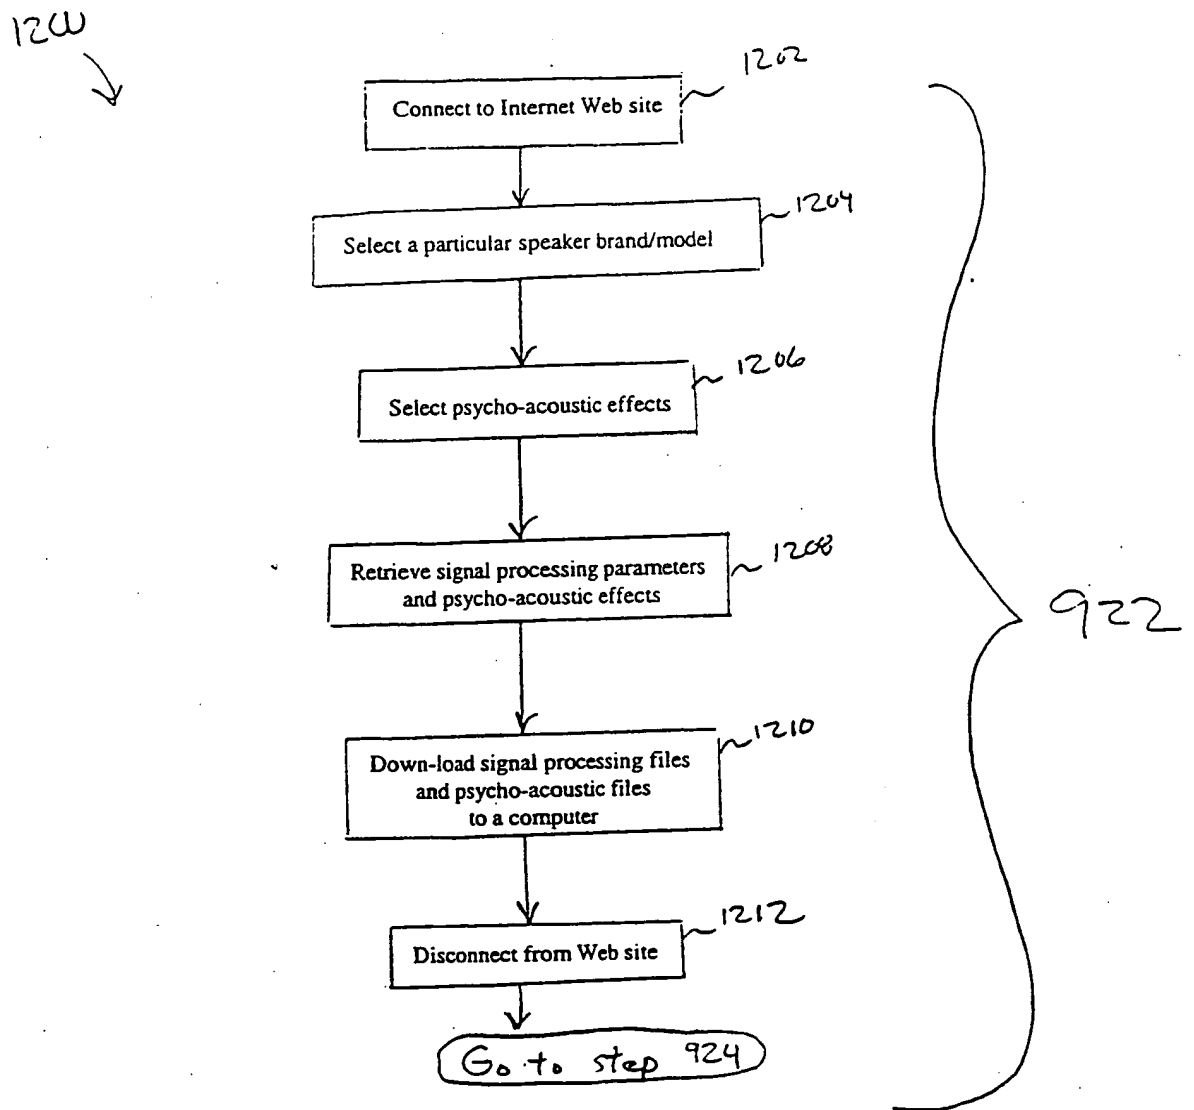 1200
1202
Connect to Internet Web site
1204
Select a particular speaker brand/model
1206
Select psycho-acoustic effects
1208
Retrieve signal processing parameters
and psycho-acoustic effects
922
1210
Down-load signal processing files
and psycho-acoustic files
to a computer
1212
Disconnect from Web site
Go to step 924